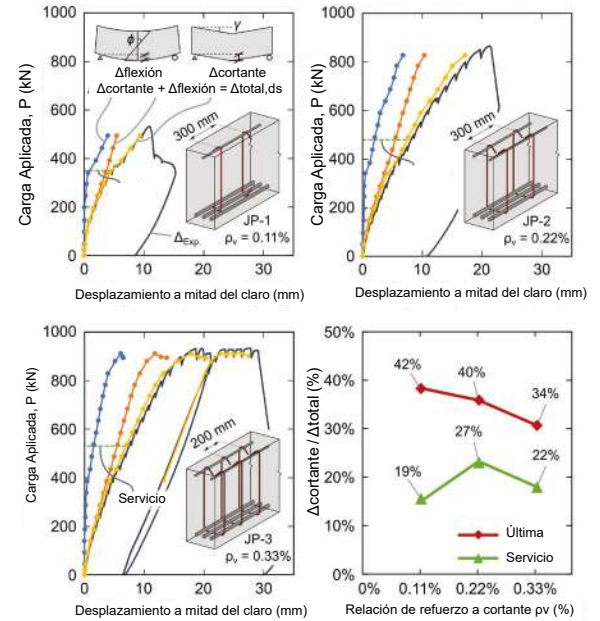 1000
800
600
400
200
0
Carga Aplicada, P (kN)
ϕ
γ
Δflexión
Δcortante
Δcortante + Δflexión = Δtotal,ds
300 mm
JP-1
ρv = 0.11%
ΔExp.
0 10 20 30
Desplazamiento a mitad del claro (mm)
1000
800
600
400
200
0
Carga Aplicada, P (kN)
300 mm
JP-2
ρv = 0.22%
0 10 20 30
Desplazamiento a mitad del claro (mm)
1000
800
600
400
200
0
Carga Aplicada, P (kN)
200 mm
Servicio
JP-3
ρv = 0.33%
0 10 20 30
Desplazamiento a mitad del claro (mm)
50%
40%
30%
20%
10%
0%
Δcortante / Δtotal (%)
42%
40%
34%
27%
19%
22%
Última
Servicio
0% 0.11% 0.22% 0.33%
Relación de refuerzo a cortante ρv (%)